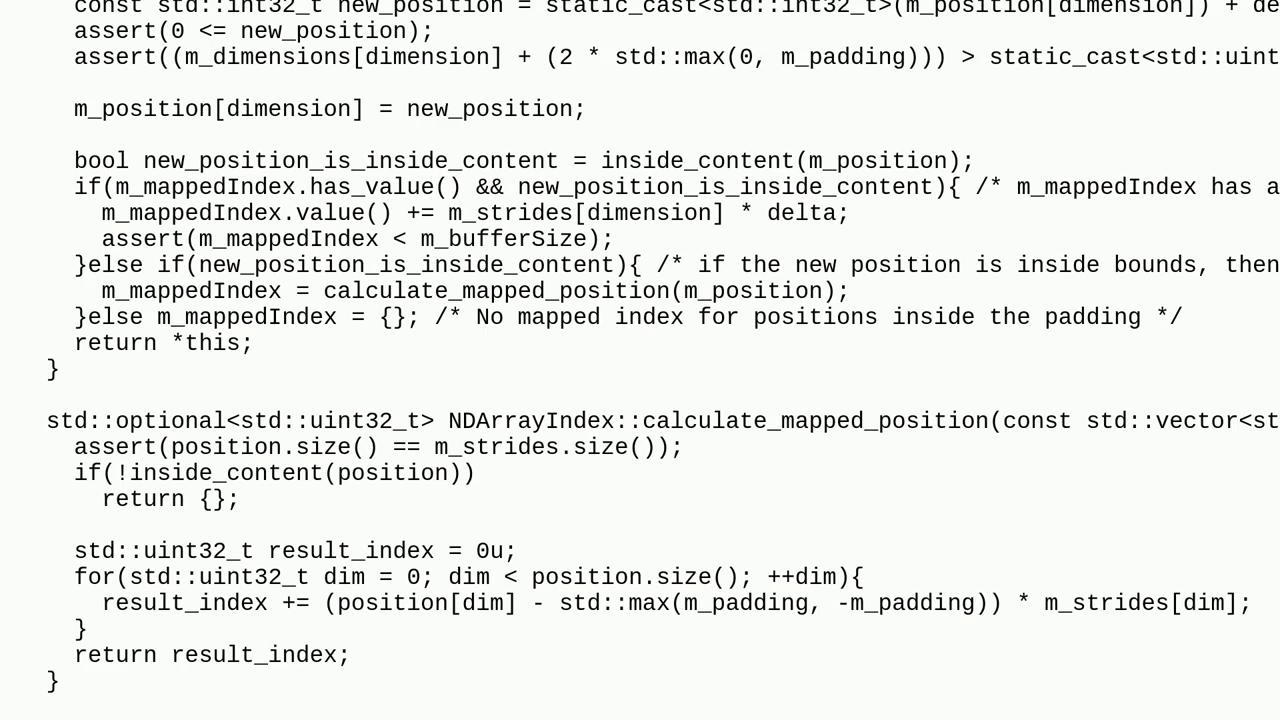 const std::int32_t new_position = static_cast<std::int32_t>(m_position[dimension]) + de
assert(0 <= new_position);
assert((m_dimensions[dimension] + (2 * std::max(0, m_padding))) > static_cast<std::uint
m_position[dimension] = new_position;
bool new_position_is_inside_content = inside_content(m_position);
if(m_mappedIndex.has_value() && new_position_is_inside_content){ /* m_mappedIndex has a
m_mappedIndex.value() += m_strides[dimension] * delta;
assert(m_mappedIndex < m_bufferSize);
}else if(new_position_is_inside_content){ /* if the new position is inside bounds, then
m_mappedIndex = calculate_mapped_position(m_position);
}else m_mappedIndex = {}; /* No mapped index for positions inside the padding */
return *this;
}
std::optional<std::uint32_t> NDArrayIndex::calculate_mapped_position(const std::vector<st
assert(position.size() == m_strides.size());
if(!inside_content(position))
return {};
std::uint32_t result_index = 0u;
for(std::uint32_t dim = 0; dim < position.size(); ++dim){
result_index += (position[dim] - std::max(m_padding, -m_padding)) * m_strides[dim];
}
return result_index;
}